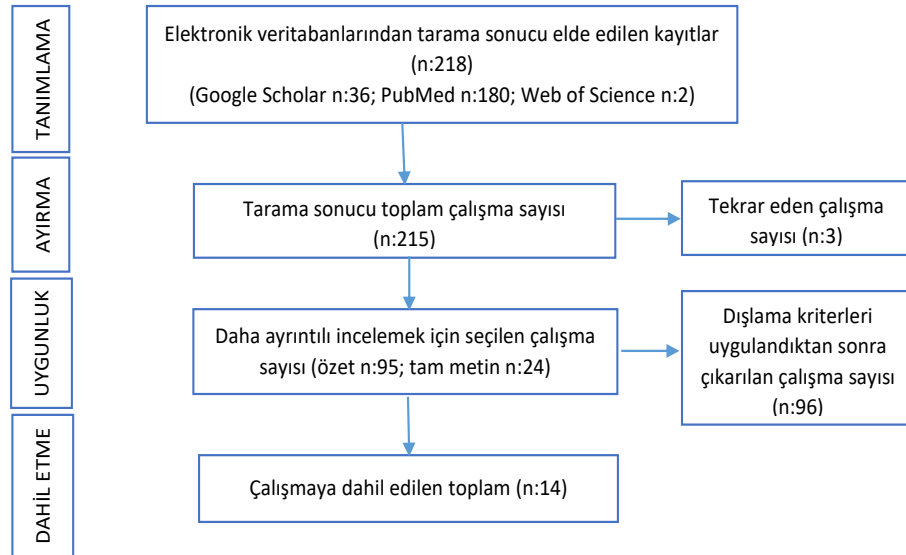 TANIMLAMA
Elektronik veritabanlarından tarama sonucu elde edilen kayıtlar
(n:218)
(Google Scholar n:36; PubMed n:180; Web of Science n:2)
AYIRMA
Tarama sonucu toplam çalışma sayısı
(n:215)
Tekrar eden çalışma
sayısı (n:3)
UYGUNLUK
Daha ayrıntılı incelemek için seçilen çalışma
sayısı (özet n:95; tam metin n:24)
Dışlama kriterleri
uygulandıktan sonra
çıkarılan çalışma sayısı
(n:96)
DAHİL ETME
Çalışmaya dahil edilen toplam (n:14)